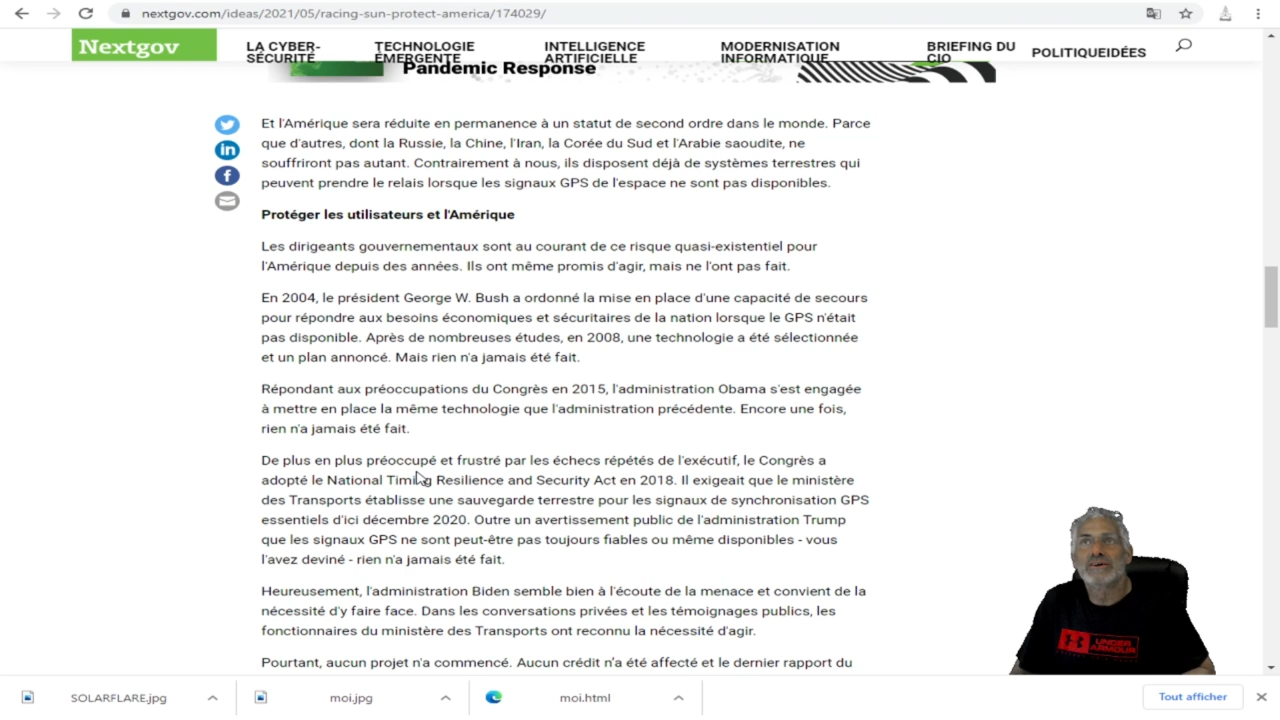 nextgov.com/ideas/2021/05/racing-sun-protect-america/174029/
Nextgov
LA CYBER-
SÉCURITÉ
TECHNOLOGIE
ÉMERGENTE
INTELLIGENCE
ARTIFICIELLE
MODERNISATION
INFORMATIQUE
BRIEFING DU
CIO
POLITIQUEIDÉES
Pandemic Response
Et l'Amérique sera réduite en permanence à un statut de second ordre dans le monde. Parce
que d'autres, dont la Russie, la Chine, l'Iran, la Corée du Sud et l'Arabie saoudite, ne
souffriront pas autant. Contrairement à nous, ils disposent déjà de systèmes terrestres qui
peuvent prendre le relais lorsque les signaux GPS de l'espace ne sont pas disponibles.
Protéger les utilisateurs et l'Amérique
Les dirigeants gouvernementaux sont au courant de ce risque quasi-existentiel pour
l'Amérique depuis des années. Ils ont même promis d'agir, mais ne l'ont pas fait.
En 2004, le président George W. Bush a ordonné la mise en place d'une capacité de secours
pour répondre aux besoins économiques et sécuritaires de la nation lorsque le GPS n'était
pas disponible. Après de nombreuses études, en 2008, une technologie a été sélectionnée
et un plan annoncé. Mais rien n'a jamais été fait.
Répondant aux préoccupations du Congrès en 2015, l'administration Obama s'est engagée
à mettre en place la même technologie que l'administration précédente. Encore une fois,
rien n'a jamais été fait.
De plus en plus préoccupé et frustré par les échecs répétés de l'exécutif, le Congrès a
adopté le National Timing Resilience and Security Act en 2018. Il exigeait que le ministère
des Transports établisse une sauvegarde terrestre pour les signaux de synchronisation GPS
essentiels d'ici décembre 2020. Outre un avertissement public de l'administration Trump
que les signaux GPS ne sont peut-être pas toujours fiables ou même disponibles - vous
l'avez deviné - rien n'a jamais été fait.
Heureusement, l'administration Biden semble bien à l'écoute de la menace et convient de la
nécessité d'y faire face. Dans les conversations privées et les témoignages publics, les
fonctionnaires du ministère des Transports ont reconnu la nécessité d'agir.
Pourtant, aucun projet n'a commencé. Aucun crédit n'a été affecté et le dernier rapport du
UNDER
ARMOUR
SOLARFLARE.jpg
moi.jpg
moi.html
Tout afficher